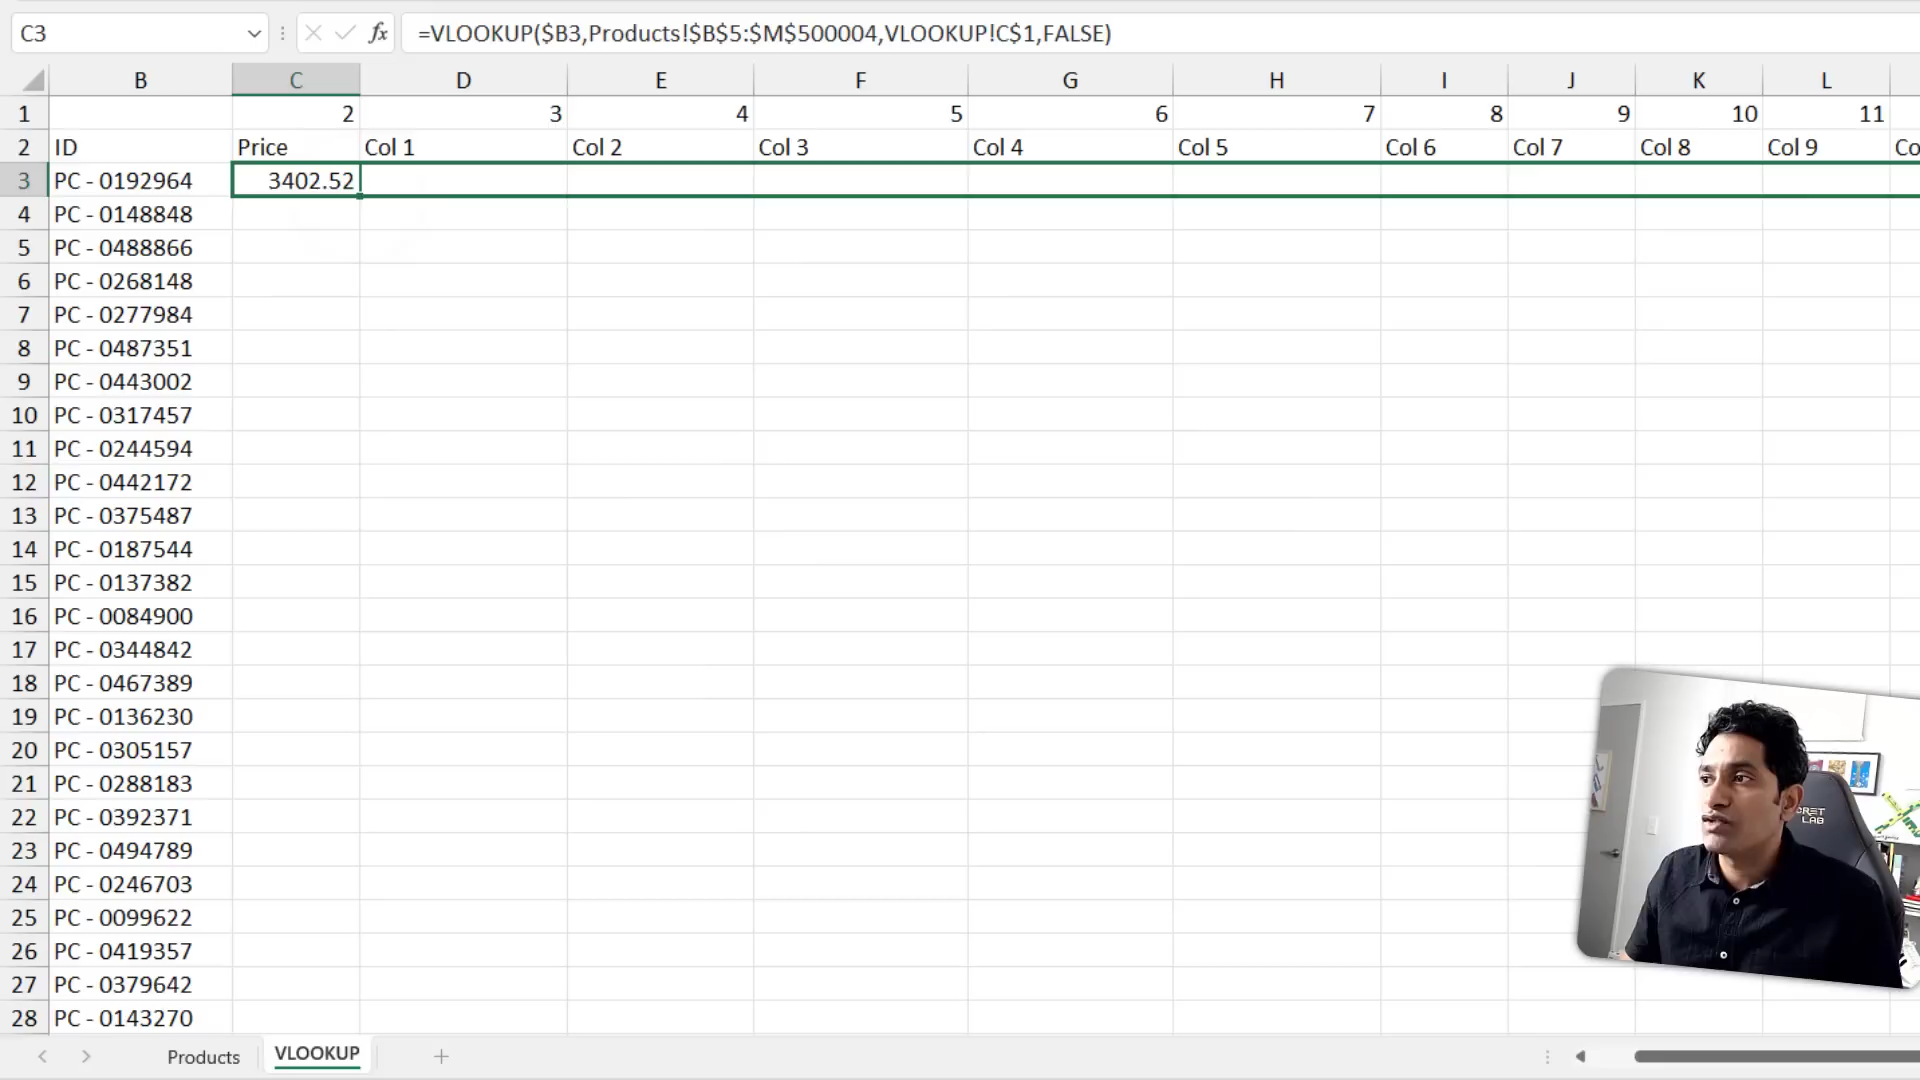 C3 fx =VLOOKUP($B3,Products!$B$5:$M$500004,VLOOKUP!C$1,FALSE)
B C D E F G H I J K L
1 2 3 4 5 6 7 8 9 10 11
2 ID Price Col 1 Col 2 Col 3 Col 4 Col 5 Col 6 Col 7 Col 8 Col 9 Co
3 PC - 0192964 3402.52
4 PC - 0148848
5 PC - 0488866
6 PC - 0268148
7 PC - 0277984
8 PC - 0487351
9 PC - 0443002
10 PC - 0317457
11 PC - 0244594
12 PC - 0442172
13 PC - 0375487
14 PC - 0187544
15 PC - 0137382
16 PC - 0084900
17 PC - 0344842
18 PC - 0467389
19 PC - 0136230
20 PC - 0305157
21 PC - 0288183
22 PC - 0392371
23 PC - 0494789
24 PC - 0246703
25 PC - 0099622
26 PC - 0419357
27 PC - 0379642
28 PC - 0143270
LAB
Products VLOOKUP